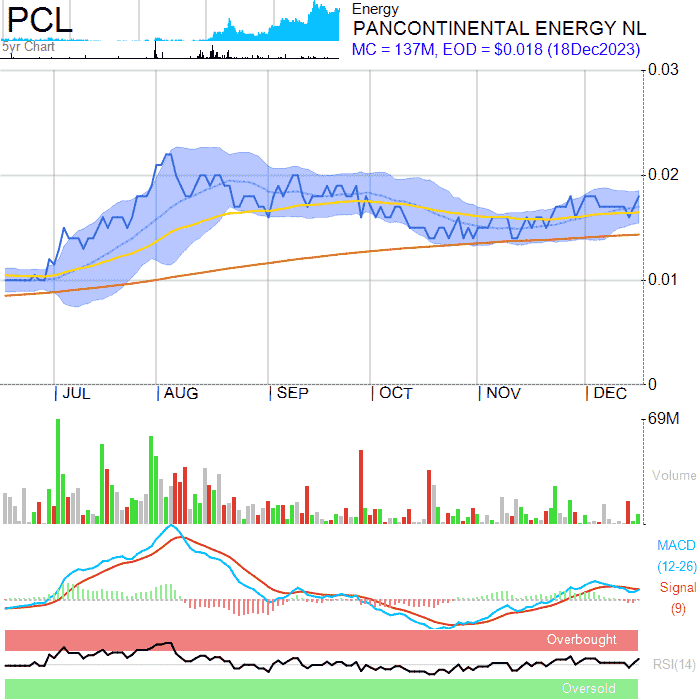 PCL
5yr Chart
Energy
PANCONTINENTAL ENERGY NL
MC = 137M, EOD = $0.018 (18Dec2023)
0.03
0.02
0.01
0
| JUL | AUG | SEP | OCT | NOV | DEC
69M
Volume
MACD
(12-26)
Signal
(9)
Overbought
RSI(14)
Oversold